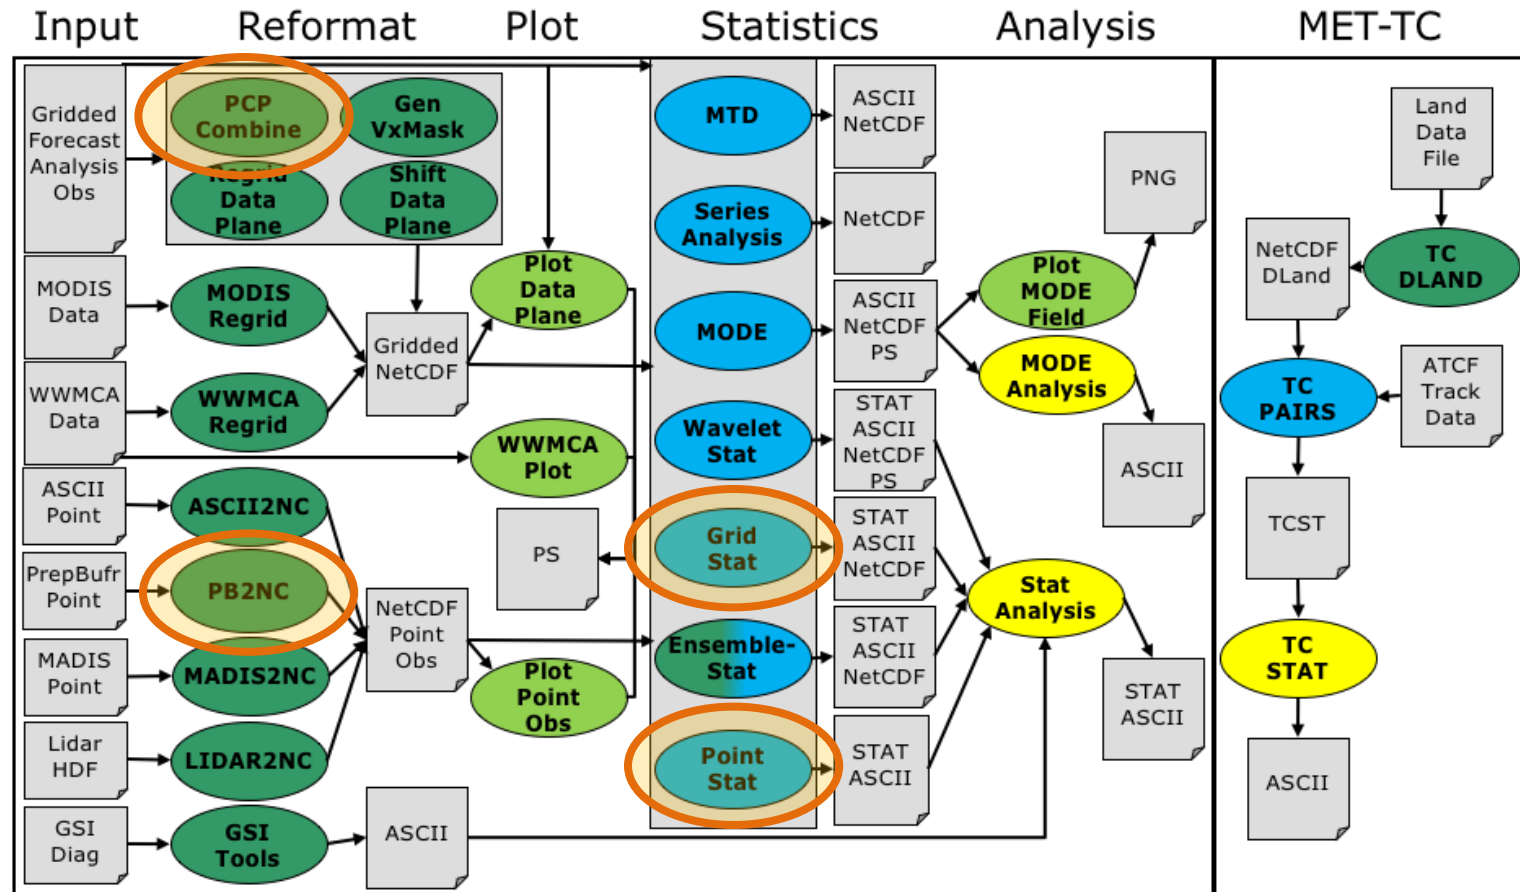 Input
Reformat
Plot
Statistics
Analysis
MET-TC
Gridded
Forecast
Analysis
Obs
PCP
Combine
Gen
VxMask
Regrid
Data
Plane
Shift
Data
Plane
MODIS
Data
MODIS
Regrid
WWMCA
Data
WWMCA
Regrid
Gridded
NetCDF
ASCII
Point
ASCII2NC
PrepBufr
Point
PB2NC
MADIS
Point
MADIS2NC
Lidar
HDF
LIDAR2NC
NetCDF
Point
Obs
GSI
Diag
GSI
Tools
ASCII
Plot
Data
Plane
WWMCA
Plot
PS
Plot
Point
Obs
MTD
ASCII
NetCDF
Series
Analysis
NetCDF
MODE
ASCII
NetCDF
PS
Wavelet
Stat
STAT
ASCII
NetCDF
PS
Grid
Stat
STAT
ASCII
NetCDF
Ensemble-
Stat
STAT
ASCII
NetCDF
Point
Stat
STAT
ASCII
PNG
Plot
MODE
Field
MODE
Analysis
ASCII
Stat
Analysis
STAT
ASCII
Land
Data
File
TC
DLAND
NetCDF
DLand
TC
PAIRS
ATCF
Track
Data
TCST
TC
STAT
ASCII